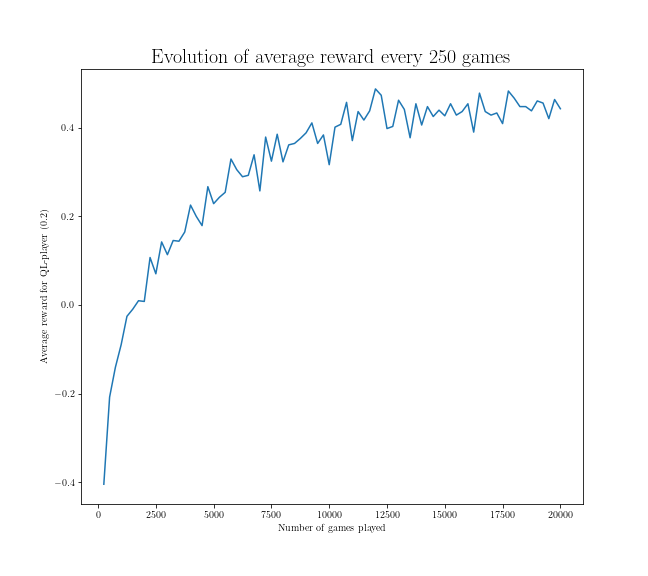 Evolution of average reward every 250 games
Average reward for QL-player (0.2)
0.4
0.2
0.0
−0.2
−0.4
0 2500 5000 7500 10000 12500 15000 17500 20000
Number of games played